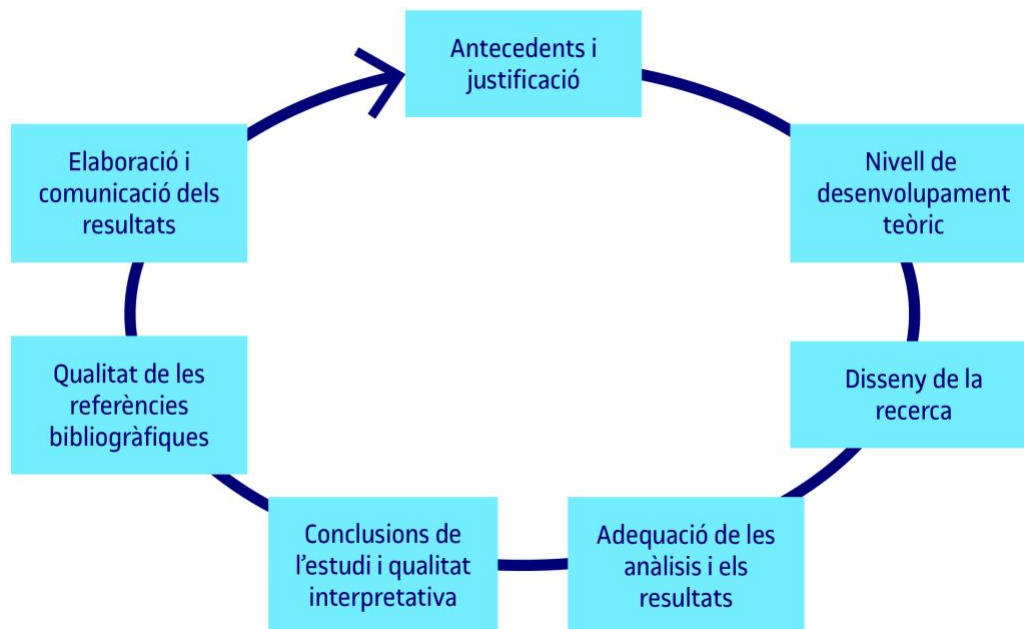 Antecedents i
justificació
Nivell de
desenvolupament
teòric
Disseny de la
recerca
Adequació de les
anàlisis i els
resultats
Conclusions de
l'estudi i qualitat
interpretativa
Qualitat de les
referències
bibliogràfiques
Elaboració i
comunicació dels
resultats